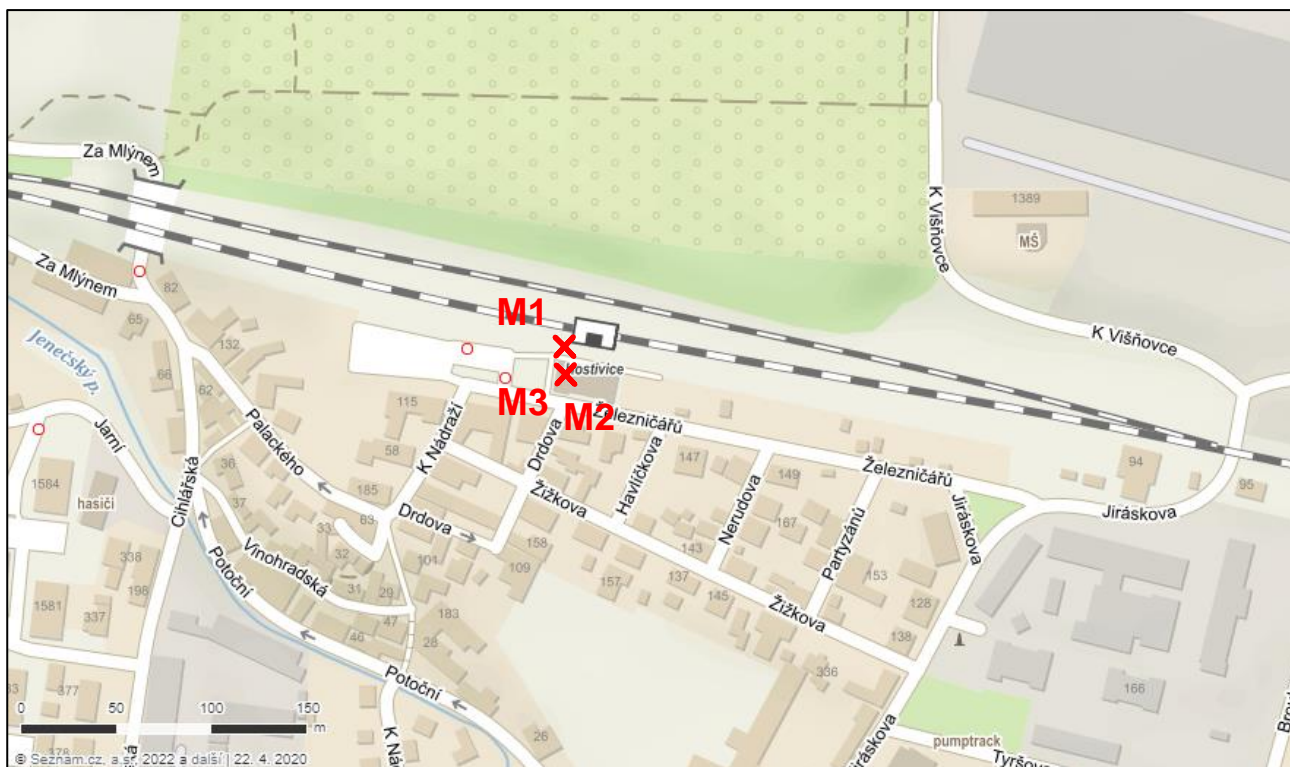 Za Mlýnem
K Višňovce
1389
MŠ
Za Mlýnem
82
65
132
M1
K Višňovce
Jenečský p.
66
62
Hostivice
M3
M2
Železničářů
115
Palackého
K Nádraží
Drdova
Havlíčkova
147
Nerudova
149
Železničářů
94
95
Jarní
58
36
Cihlářská
Žižkova
Jiráskova
Jiráskova
1584
hasiči
37
185
63
33
Drdova
167
Partyzánů
338
32
101
158
143
Potoční
Vinohradská
109
157
137
153
1581
337
198
31
29
145
Žižkova
128
46
47
183
28
138
336
166
377
Potoční
K Ná
Jiráskova
26
pumptrack
Tyršova
378
0 50 100 150
m
© Seznam.cz, a.s., 2022 a další | 22. 4. 2020